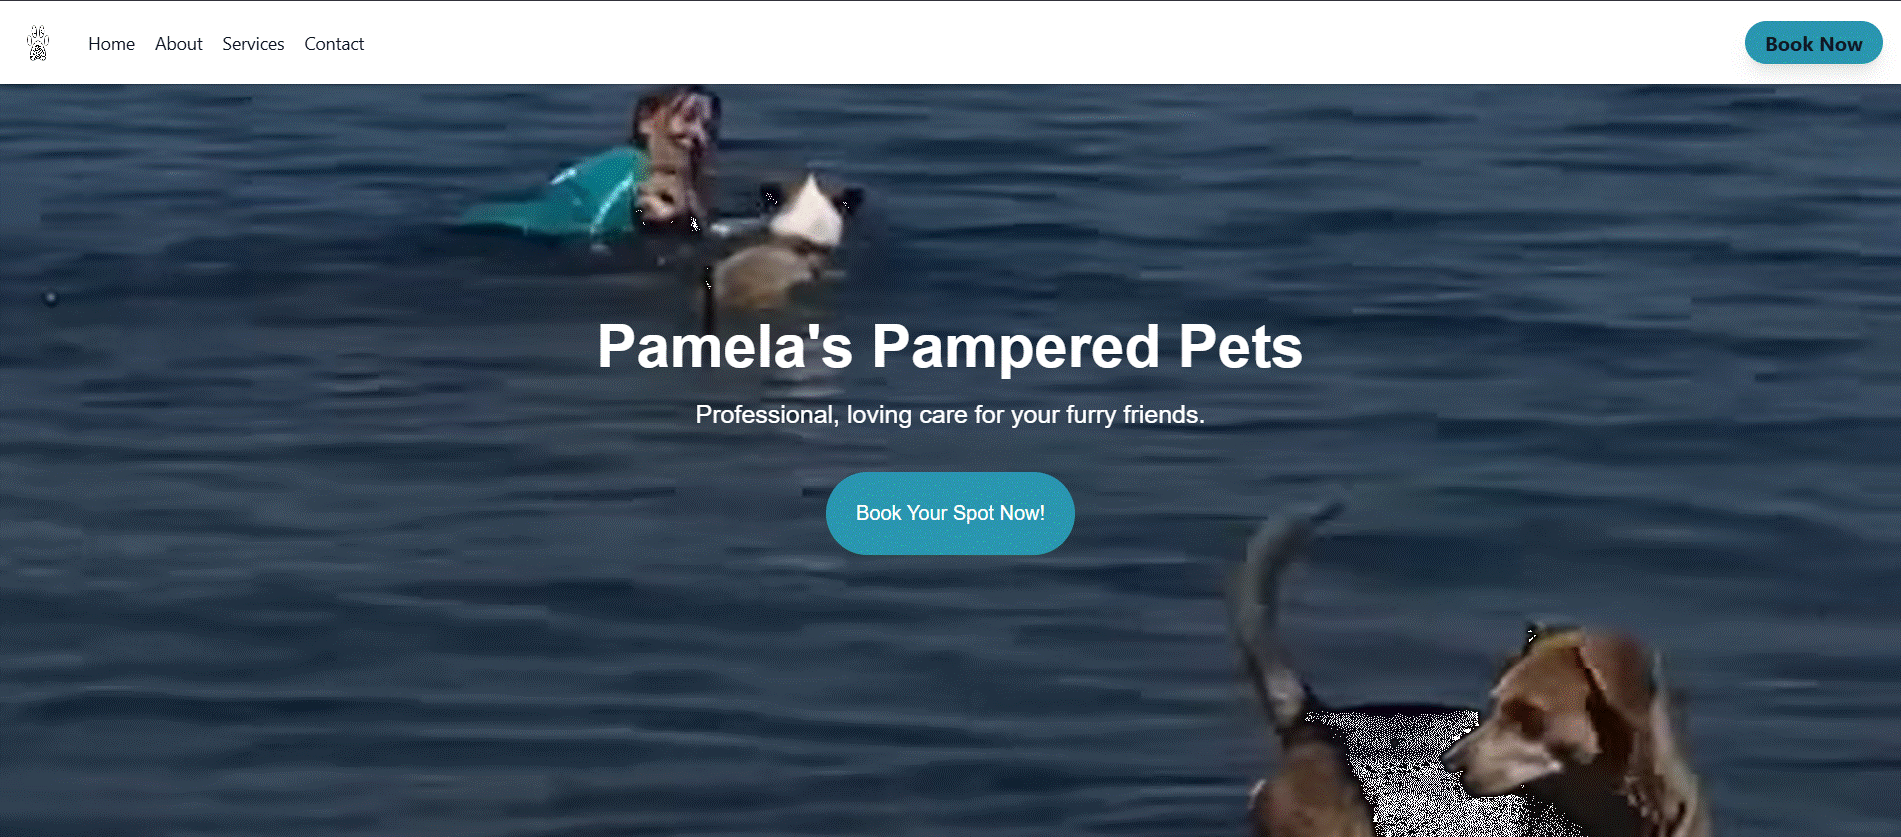 Home About Services Contact Book Now
Pamela's Pampered Pets
Professional, loving care for your furry friends.
Book Your Spot Now!